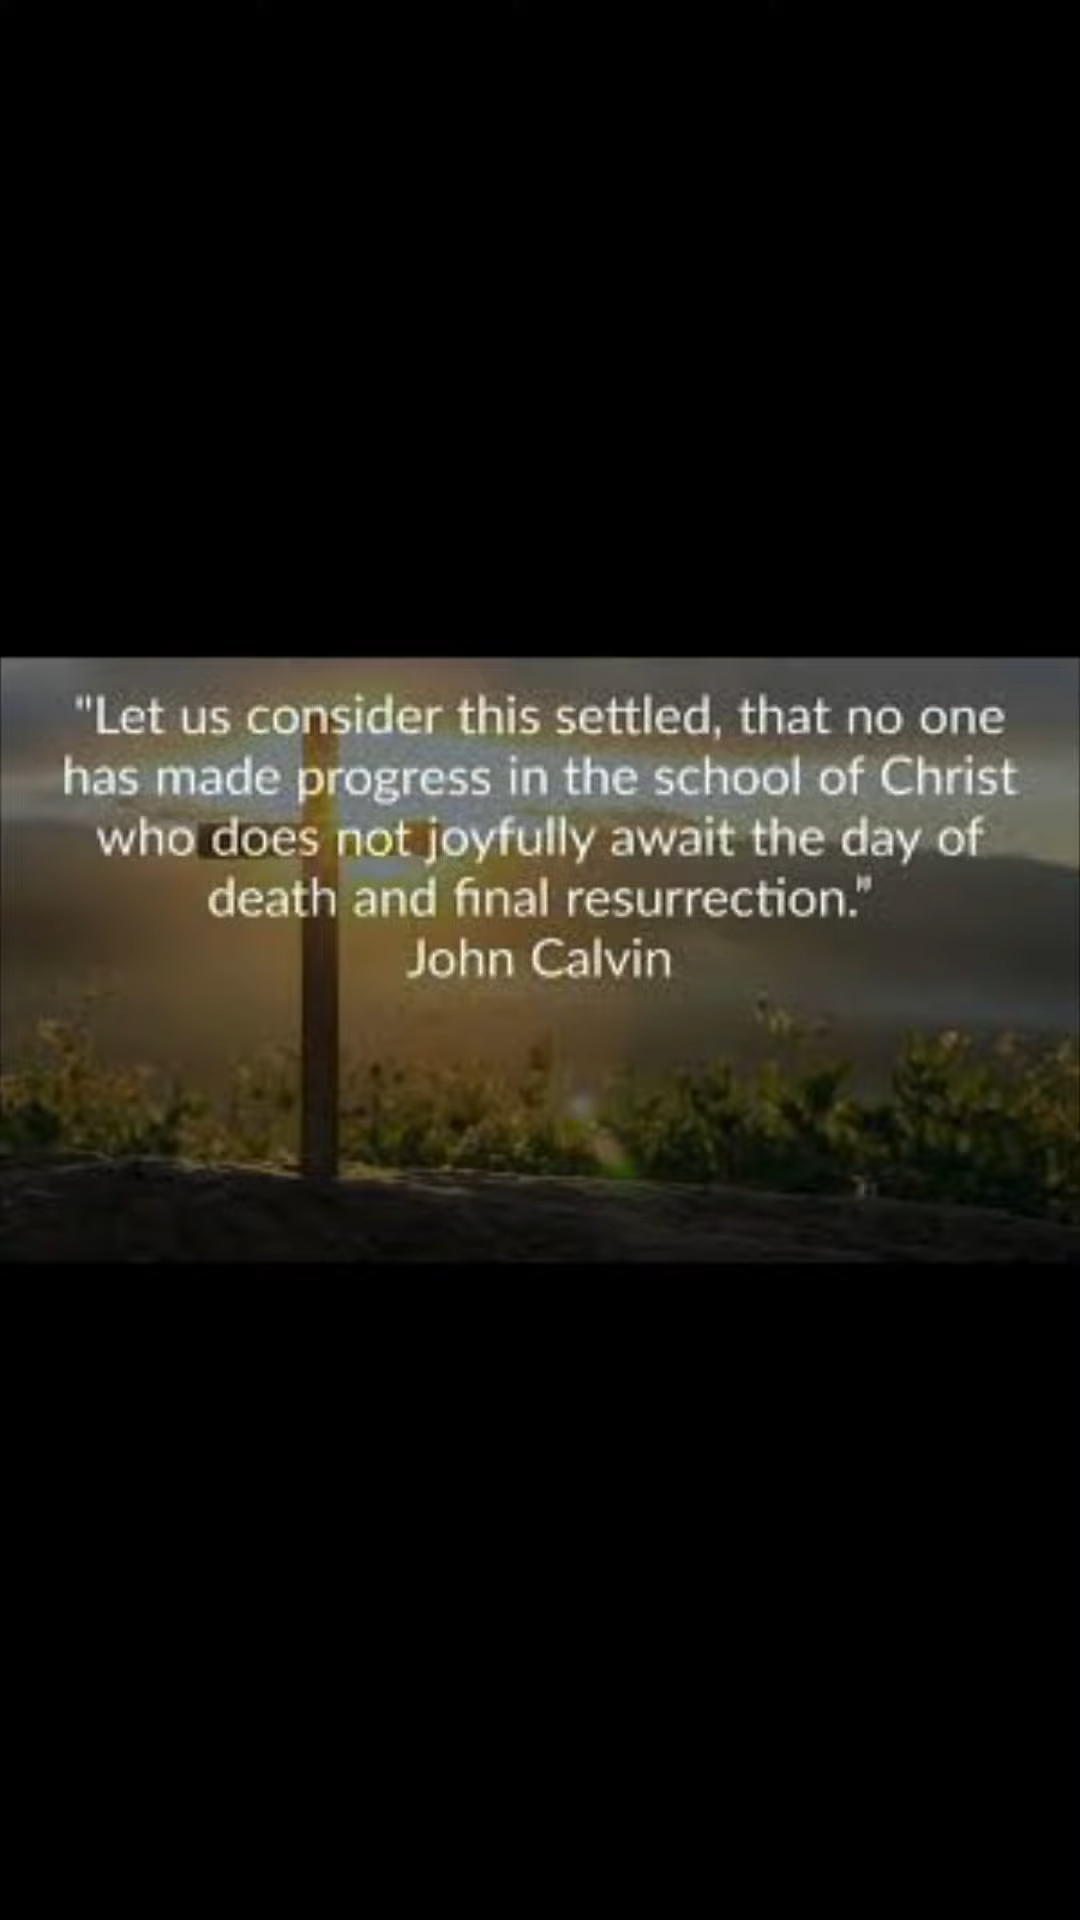 "Let us consider this settled, that no one
has made progress in the school of Christ
who does not joyfully await the day of
death and final resurrection.”
John Calvin